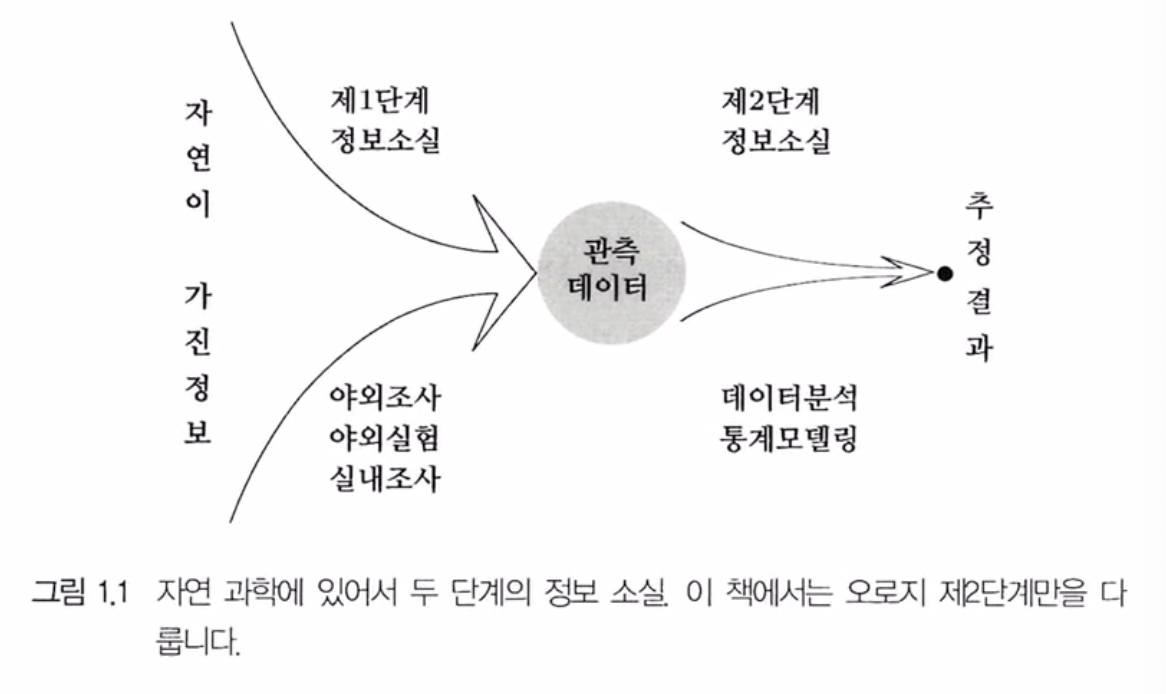 자연이 가진정보
제1단계
정보소실
야외조사
야외실험
실내조사
관측
데이터
제2단계
정보소실
데이터분석
통계모델링
추정결과
그림 1.1 자연 과학에 있어서 두 단계의 정보 소실. 이 책에서는 오로지 제2단계만을 다
룹니다.